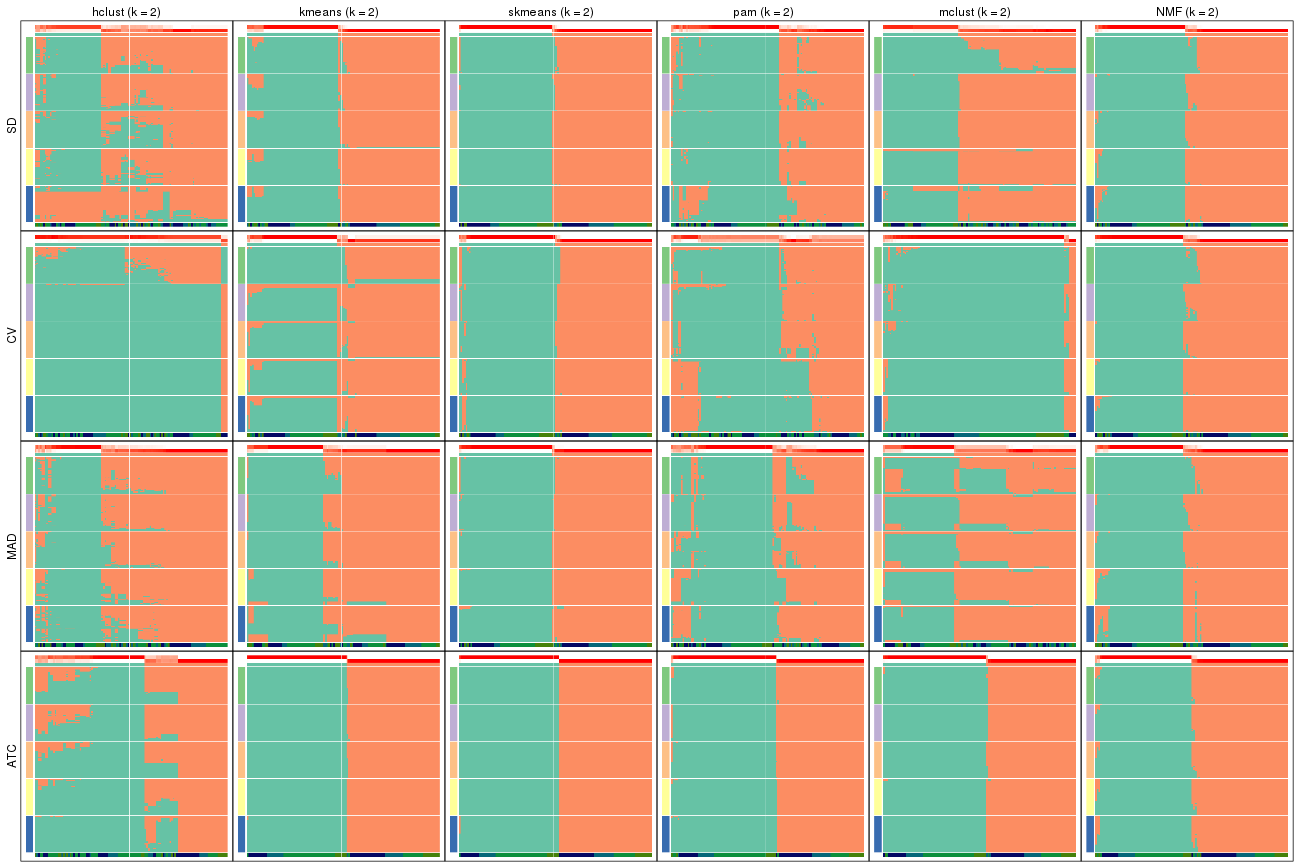 hclust (k = 2)
kmeans (k = 2)
skmeans (k = 2)
pam (k = 2)
mclust (k = 2)
NMF (k = 2)
SD
CV
MAD
ATC